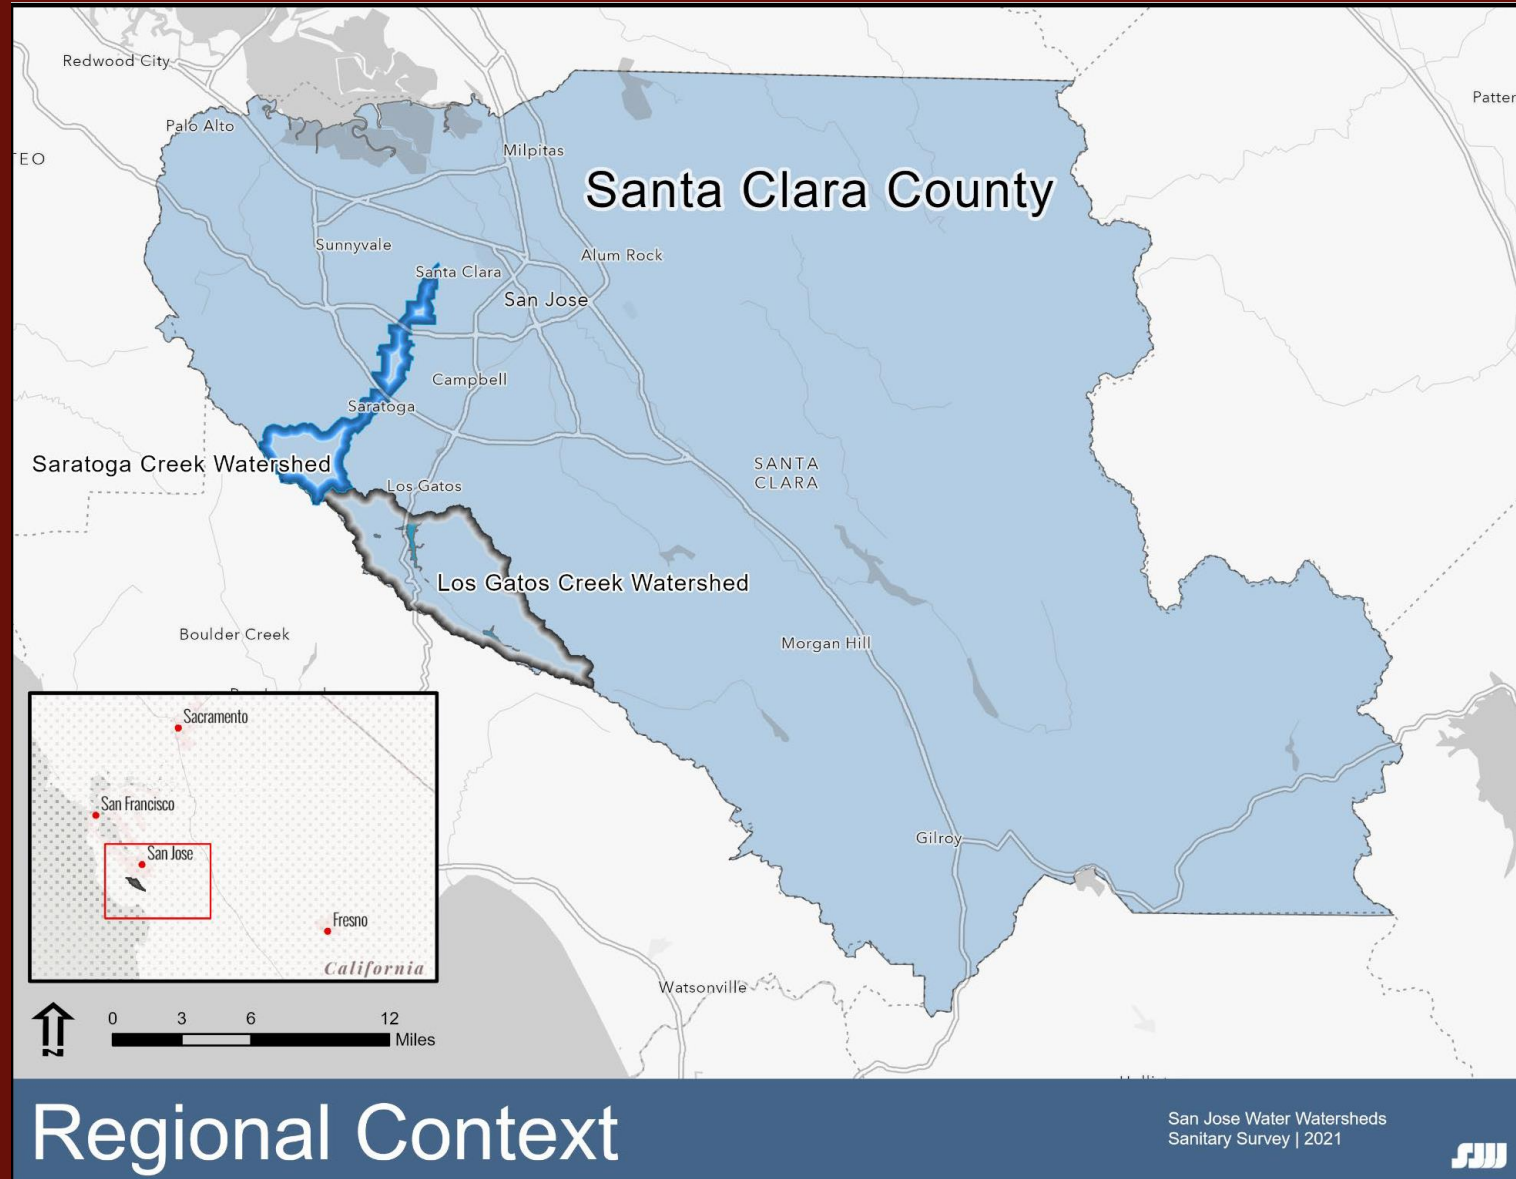 Redwood City
Palo Alto
TEO
Milpitas
Patter
Santa Clara County
Sunnyvale
Alum Rock
Santa Clara
San Jose
Campbell
Saratoga
Saratoga Creek Watershed
SANTA
CLARA
Los Gatos
Los Gatos Creek Watershed
Boulder Creek
Morgan Hill
Sacramento
San Francisco
San Jose
Fresno
California
Gilroy
Watsonville
N
0 3 6 12
Miles
Regional Context
San Jose Water Watersheds
Sanitary Survey | 2021
SJW